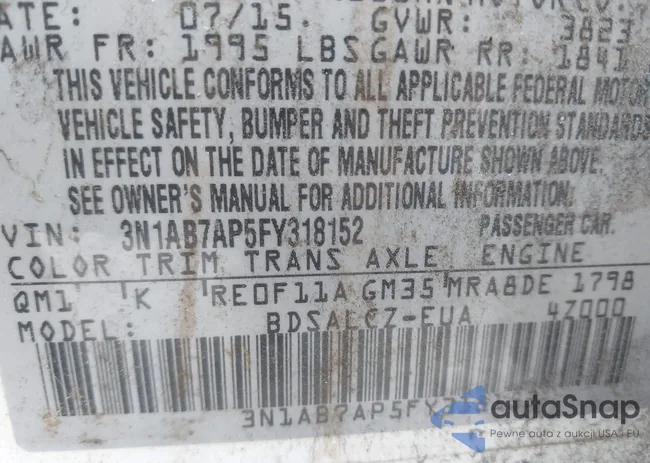 ATE: 07/15. GVWR: 3823
AWR FR: 1995 LBS GAWR RR: 1841
THIS VEHICLE CONFORMS TO ALL APPLICABLE FEDERAL MOTOR
VEHICLE SAFETY, BUMPER AND THEFT PREVENTION STANDARDS
IN EFFECT ON THE DATE OF MANUFACTURE SHOWN ABOVE.
SEE OWNER'S MANUAL FOR ADDITIONAL INFORMATION.
VIN: 3N1AB7AP5FY318152 PASSENGER CAR.
COLOR TRIM TRANS AXLE ENGINE
QM1 K RE0F11A GM35 MRA8DE 1798
MODEL: BDSALCZ-EUA 47000
3N1AB7AP5FY
autaSnap
Pewne auta z aukcji USA i EU